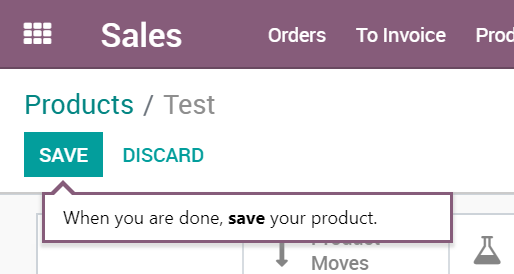 Sales
Orders
To Invoice
Prod
Products / Test
SAVE
DISCARD
When you are done, save your product.
Product
Moves